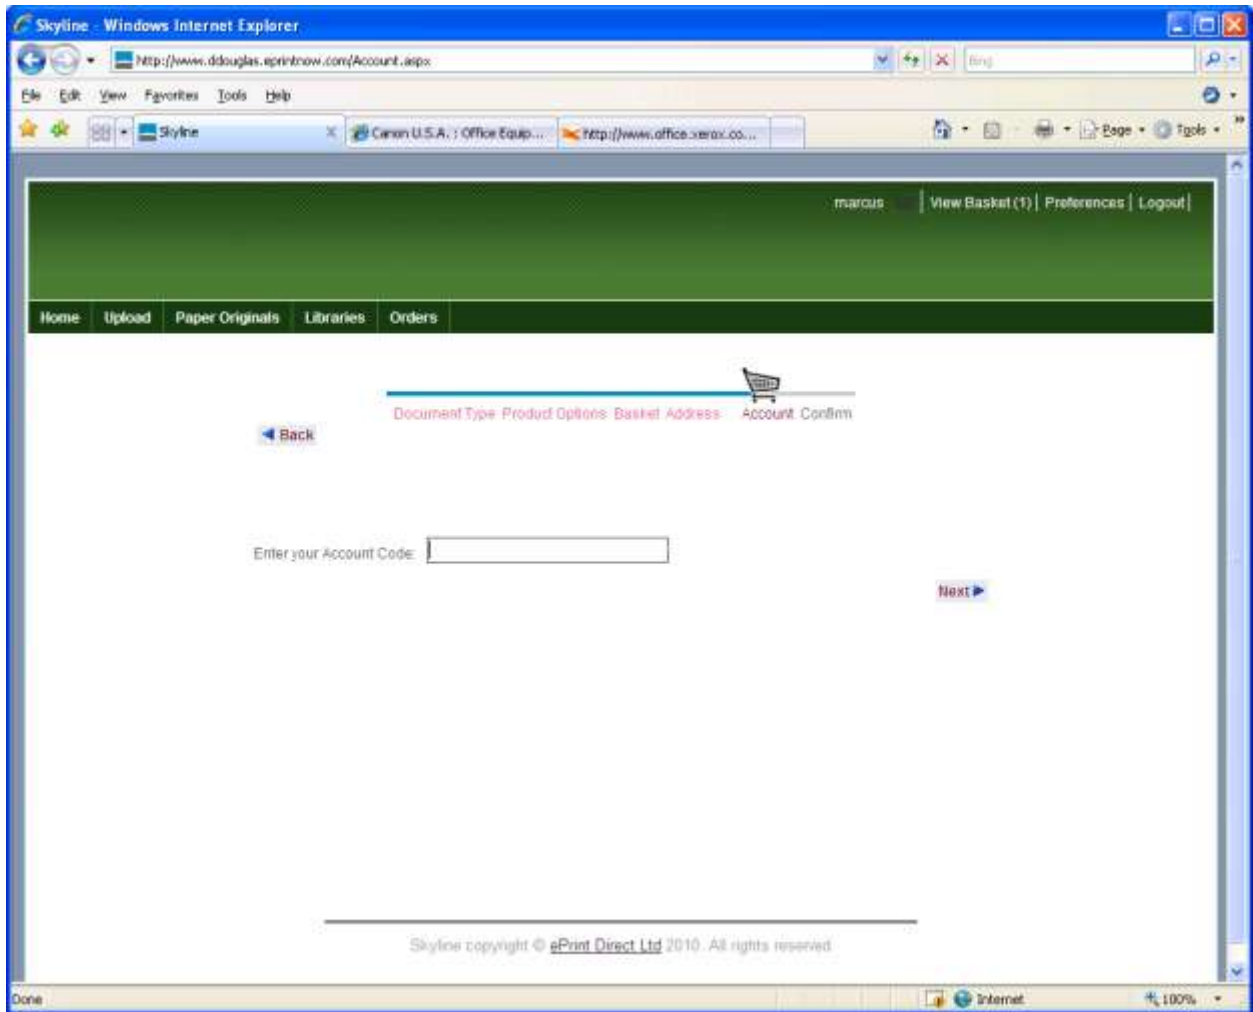 Skyline - Windows Internet Explorer
http://www.ddouglas.eprintnow.com/Account.aspx
Bing
File Edit View Favorites Tools Help
Skyline
Canon U.S.A. : Office Equip...
http://www.office.xerox.co...
Page
Tools
marcus
View Basket (1) | Preferences | Logout |
Home Upload Paper Originals Libraries Orders
Document Type Product Options Basket Address Account Confirm
Back
Enter your Account Code:
Next
Skyline copyright © ePrint Direct Ltd 2010. All rights reserved
Done
Internet
100%